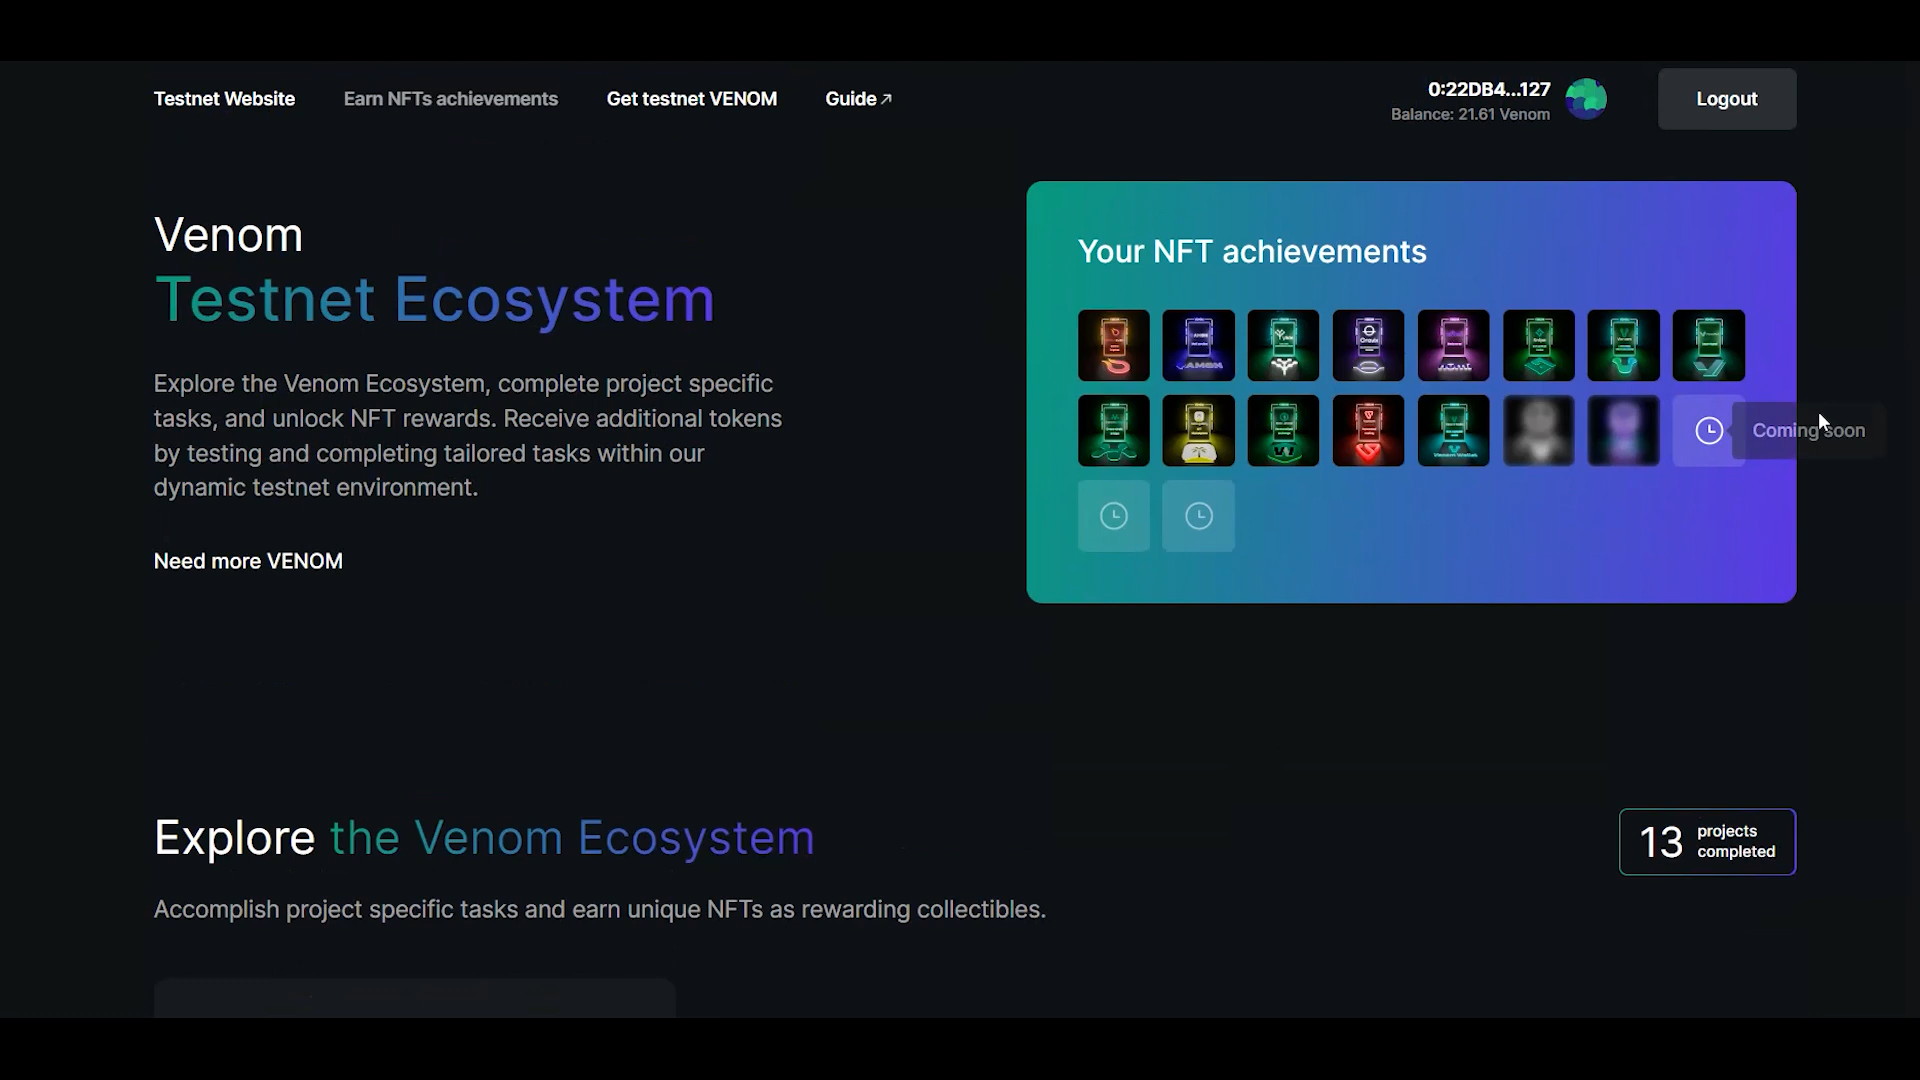 Testnet Website
Earn NFTs achievements
Get testnet VENOM
Guide
0:22DB4...127
Balance: 21.61 Venom
Logout
Venom
Testnet Ecosystem
Explore the Venom Ecosystem, complete project specific
tasks, and unlock NFT rewards. Receive additional tokens
by testing and completing tailored tasks within our
dynamic testnet environment.
Need more VENOM
Your NFT achievements
Coming soon
Explore the Venom Ecosystem
13 projects
completed
Accomplish project specific tasks and earn unique NFTs as rewarding collectibles.